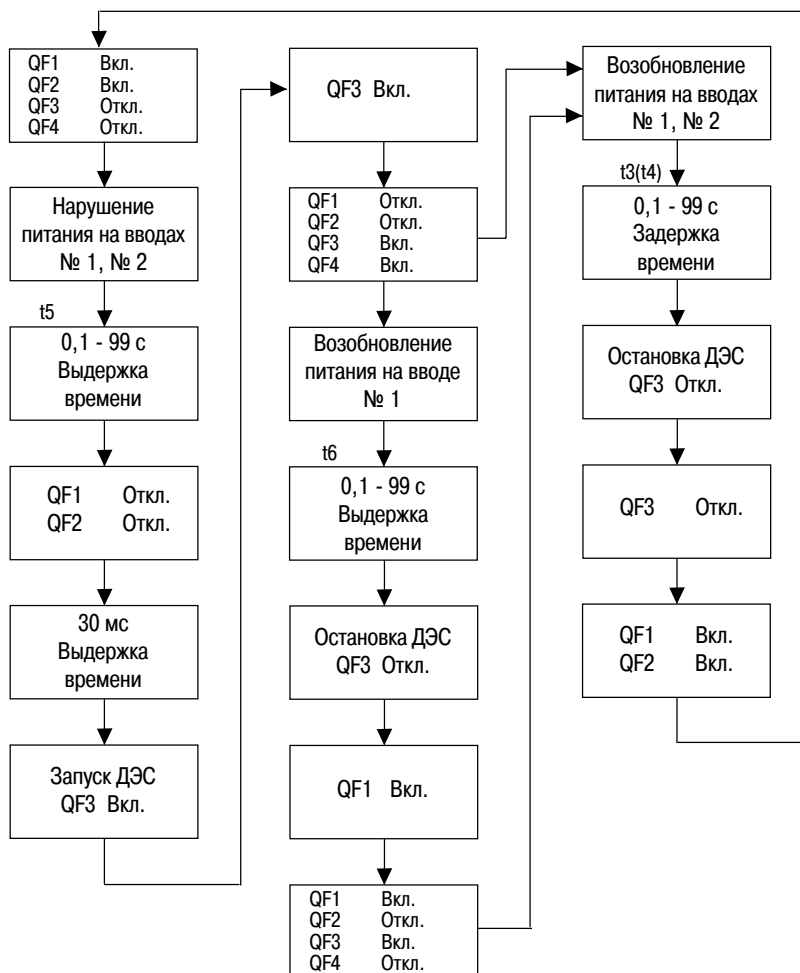 QF1 Вкл.
QF2 Вкл.
QF3 Откл.
QF4 Откл.
Нарушение
питания на вводах
№ 1, № 2
t5
0,1 - 99 с
Выдержка
времени
QF1 Откл.
QF2 Откл.
30 мс
Выдержка
времени
Запуск ДЭС
QF3 Вкл.
QF3 Вкл.
QF1 Откл.
QF2 Откл.
QF3 Вкл.
QF4 Вкл.
Возобновление
питания на вводе
№ 1
t6
0,1 - 99 с
Выдержка
времени
Остановка ДЭС
QF3 Откл.
QF1 Вкл.
QF1 Вкл.
QF2 Откл.
QF3 Вкл.
QF4 Откл.
Возобновление
питания на вводах
№ 1, № 2
t3(t4)
0,1 - 99 с
Задержка
времени
Остановка ДЭС
QF3 Откл.
QF3 Откл.
QF1 Вкл.
QF2 Вкл.